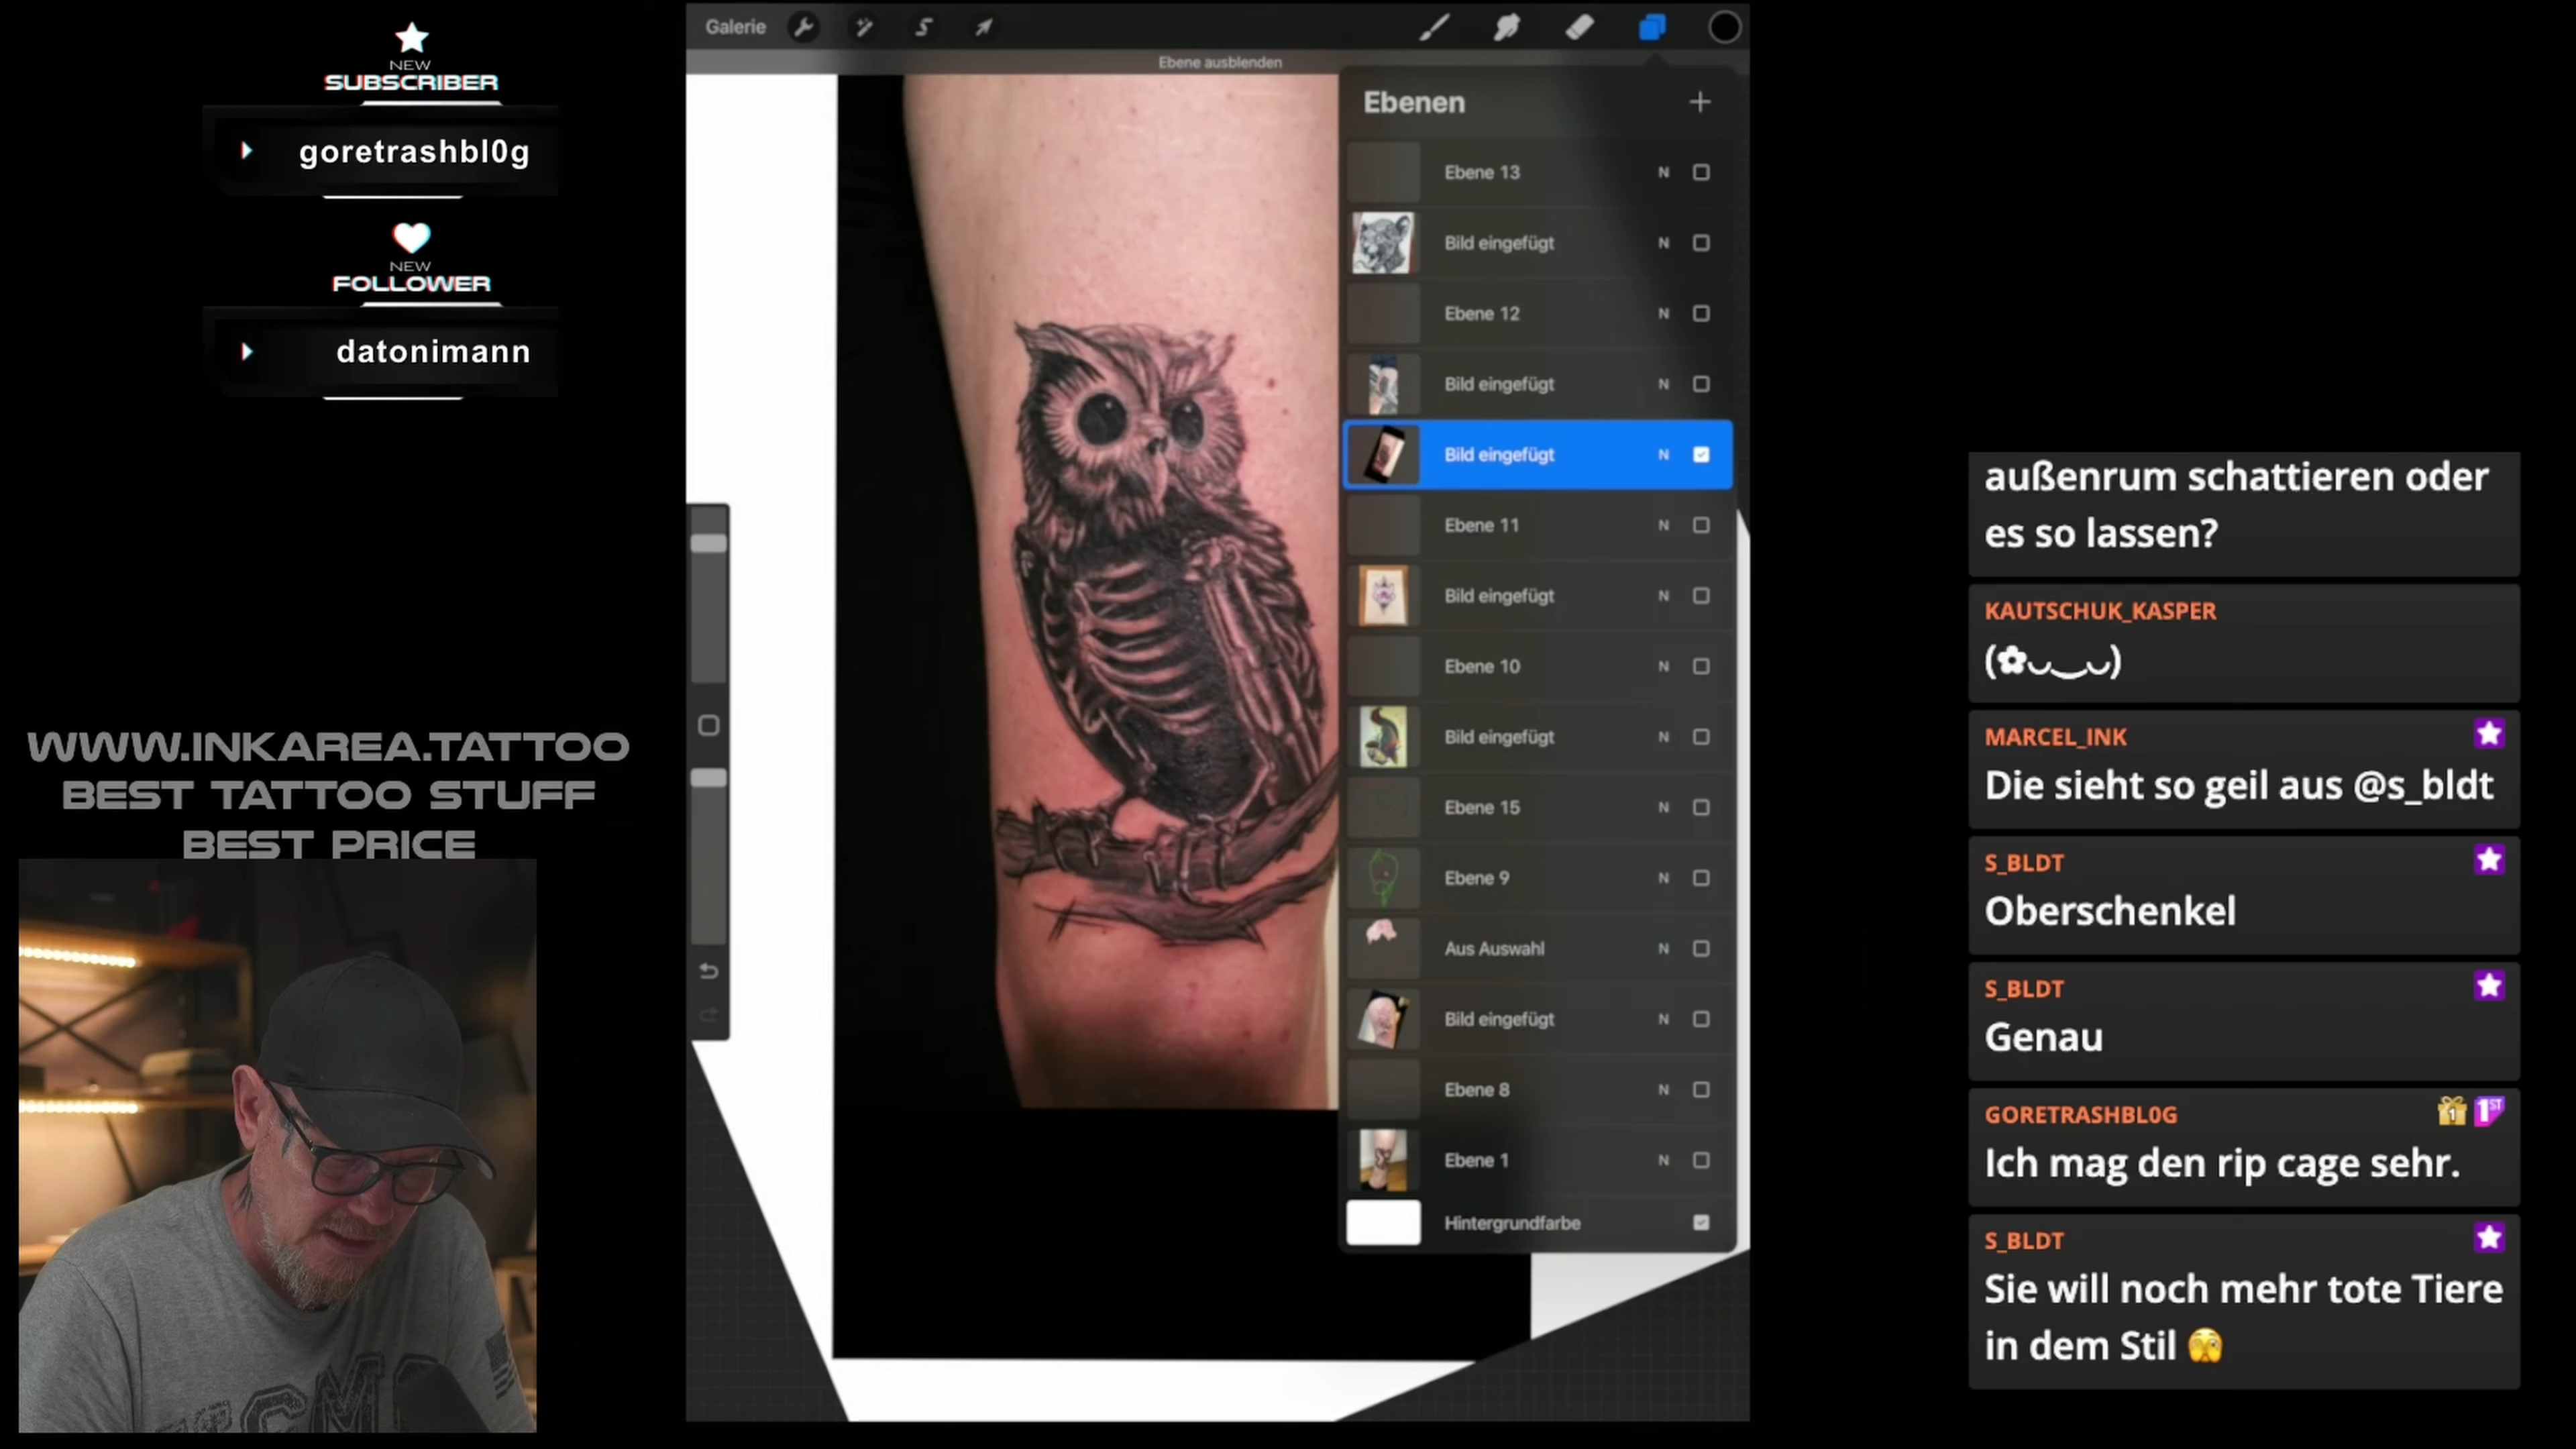 NEW
SUBSCRIBER
goretrashbl0g
NEW
FOLLOWER
datonimann
WWW.INKAREA.TATTOO
BEST TATTOO STUFF
BEST PRICE
Galerie
Ebene ausblenden
Ebenen
Ebene 13 N
Bild eingefügt N
Ebene 12 N
Bild eingefügt N
Bild eingefügt N
Ebene 11 N
Bild eingefügt N
Ebene 10 N
Bild eingefügt N
Ebene 15 N
Ebene 9 N
Aus Auswahl N
Bild eingefügt N
Ebene 8 N
Ebene 1 N
Hintergrundfarbe
außenrum schattieren oder
es so lassen?
KAUTSCHUK_KASPER
(✿◡‿◡)
MARCEL_INK
Die sieht so geil aus @s_bldt
S_BLDT
Oberschenkel
S_BLDT
Genau
GORETRASHBL0G
1 1ST
Ich mag den rip cage sehr.
S_BLDT
Sie will noch mehr tote Tiere
in dem Stil 🫣